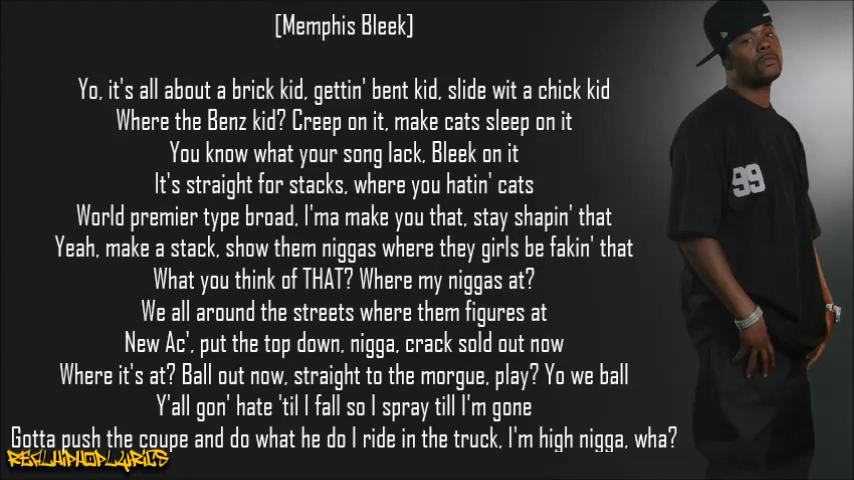 [Memphis Bleek]
Yo, it's all about a brick kid, gettin' bent kid, slide wit a chick kid
Where the Benz kid? Creep on it, make cats sleep on it
You know what your song lack, Bleek on it
It's straight for stacks, where you hatin' cats
World premier type broad, I'ma make you that, stay shapin' that
Yeah, make a stack, show them niggas where they girls be fakin' that
What you think of THAT? Where my niggas at?
We all around the streets where them figures at
New Ac', put the top down, nigga, crack sold out now
Where it's at? Ball out now, straight to the morgue, play? Yo we ball
Y'all gon' hate 'til I fall so I spray till I'm gone
Gotta push the coupe and do what he do I ride in the truck, I'm high nigga, wha?
REALHIPHOPLYRICS
99